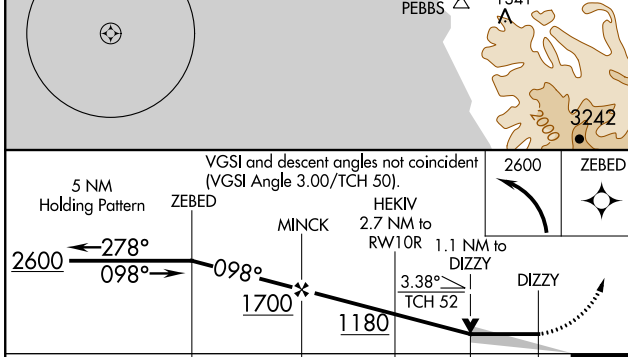 PEBBS
1341
2000
3242
VGSI and descent angles not coincident
(VGSI Angle 3.00/TCH 50).
2600
ZEBED
5 NM
Holding Pattern
ZEBED
MINCK
HEKIV
2.7 NM to
RW10R
1.1 NM to
DIZZY
DIZZY
2600
278°
098°
098°
1700
1180
3.38°
TCH 52